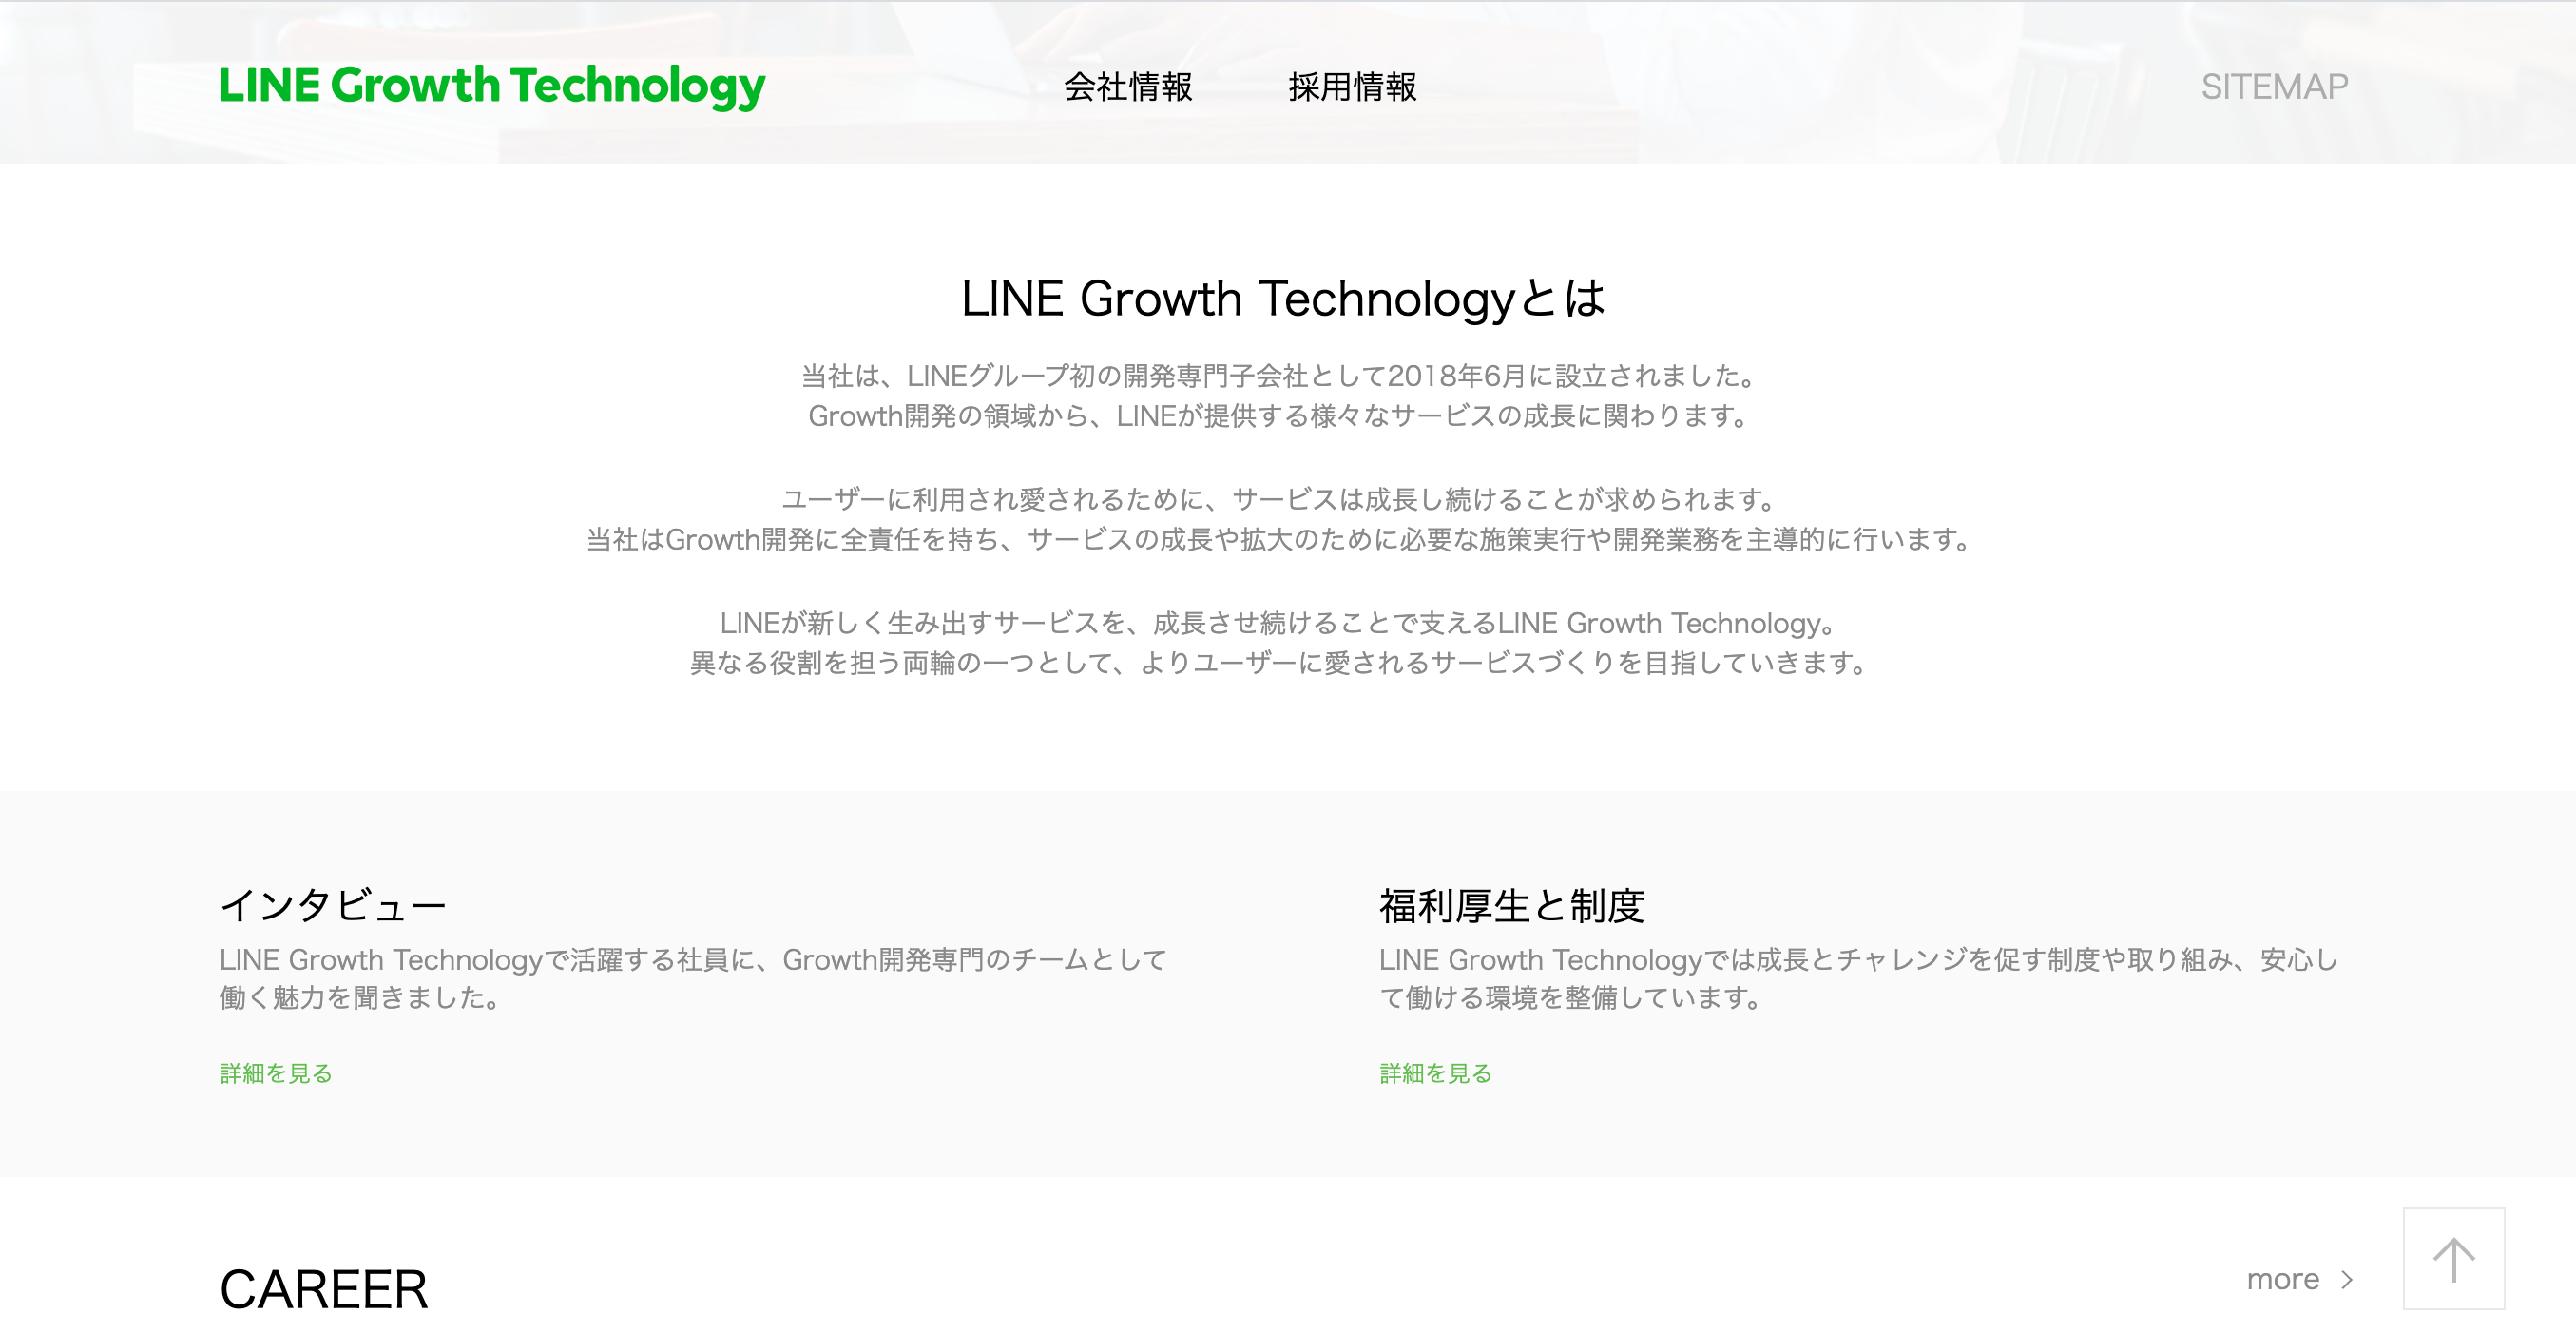 LINE Growth Technology
会社情報
採用情報
SITEMAP
LINE Growth Technologyとは
当社は、LINEグループ初の開発専門子会社として2018年6月に設立されました。
Growth開発の領域から、LINEが提供する様々なサービスの成長に関わります。
ユーザーに利用され愛されるために、サービスは成長し続けることが求められます。
当社はGrowth開発に全責任を持ち、サービスの成長や拡大のために必要な施策実行や開発業務を主導的に行います。
LINEが新しく生み出すサービスを、成長させ続けることで支えるLINE Growth Technology。
異なる役割を担う両輪の一つとして、よりユーザーに愛されるサービスづくりを目指していきます。
インタビュー
LINE Growth Technologyで活躍する社員に、Growth開発専門のチームとして
働く魅力を聞きました。
詳細を見る
福利厚生と制度
LINE Growth Technologyでは成長とチャレンジを促す制度や取り組み、安心し
て働ける環境を整備しています。
詳細を見る
CAREER
more